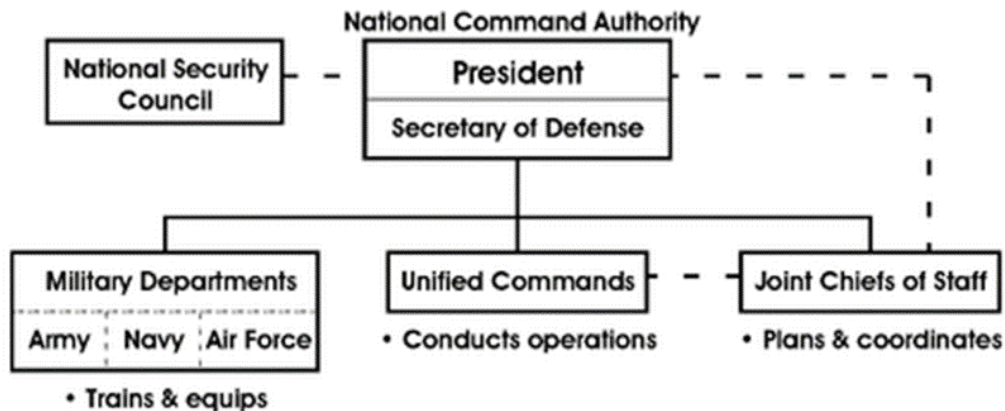 National Command Authority
National Security
Council
President
Secretary of Defense
Military Departments
Army Navy Air Force
• Trains & equips
Unified Commands
• Conducts operations
Joint Chiefs of Staff
• Plans & coordinates